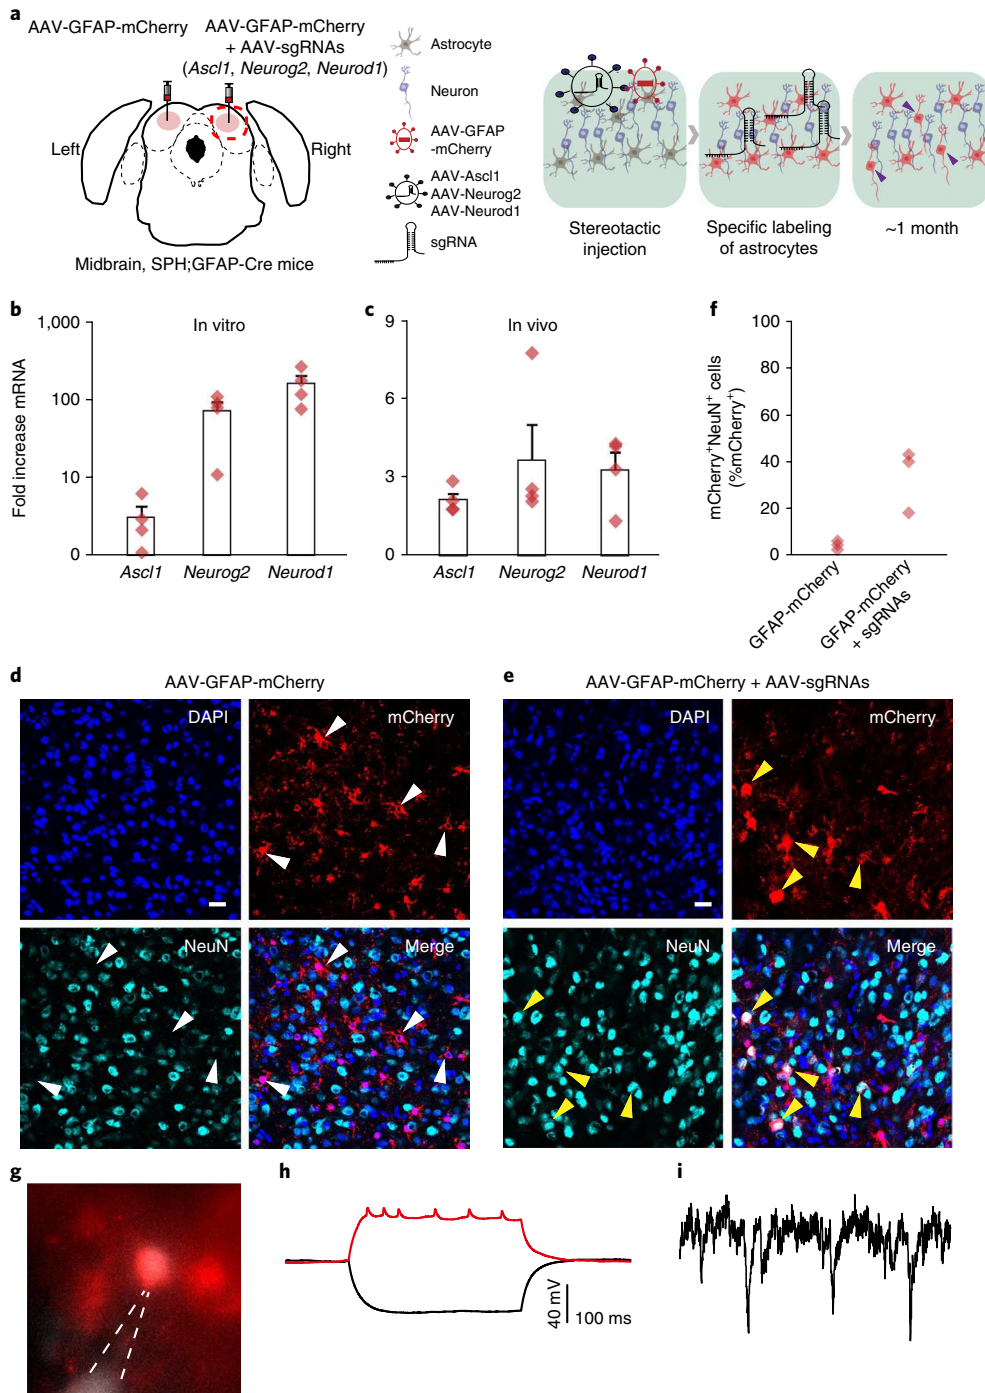 a
AAV-GFAP-mCherry
AAV-GFAP-mCherry
+ AAV-sgRNAs
(Ascl1, Neurog2, Neurod1)
Left
Right
Midbrain, SPH;GFAP-Cre mice
Astrocyte
Neuron
AAV-GFAP
-mCherry
AAV-Ascl1
AAV-Neurog2
AAV-Neurod1
sgRNA
Stereotactic
injection
Specific labeling
of astrocytes
~1 month
b
In vitro
Fold increase mRNA
1,000
100
10
0
Ascl1
Neurog2
Neurod1
c
In vivo
9
6
3
0
Ascl1
Neurog2
Neurod1
f
mCherry+NeuN+ cells
(%mCherry+)
100
80
60
40
20
0
GFAP-mCherry
GFAP-mCherry
+ sgRNAs
d
AAV-GFAP-mCherry
DAPI
mCherry
NeuN
Merge
e
AAV-GFAP-mCherry + AAV-sgRNAs
DAPI
mCherry
NeuN
Merge
g
h
40 mV
100 ms
i